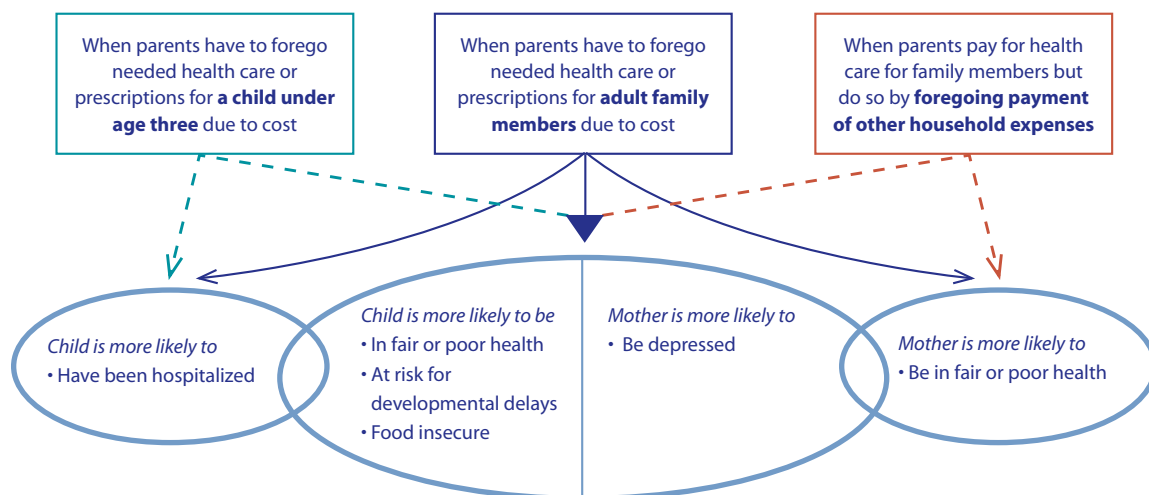 When parents have to forego
needed health care or
prescriptions for a child under
age three due to cost
When parents have to forego
needed health care or
prescriptions for adult family
members due to cost
When parents pay for health
care for family members but
do so by foregoing payment
of other household expenses
Child is more likely to
• Have been hospitalized
Child is more likely to be
• In fair or poor health
• At risk for
developmental delays
• Food insecure
Mother is more likely to
• Be depressed
Mother is more likely to
• Be in fair or poor health